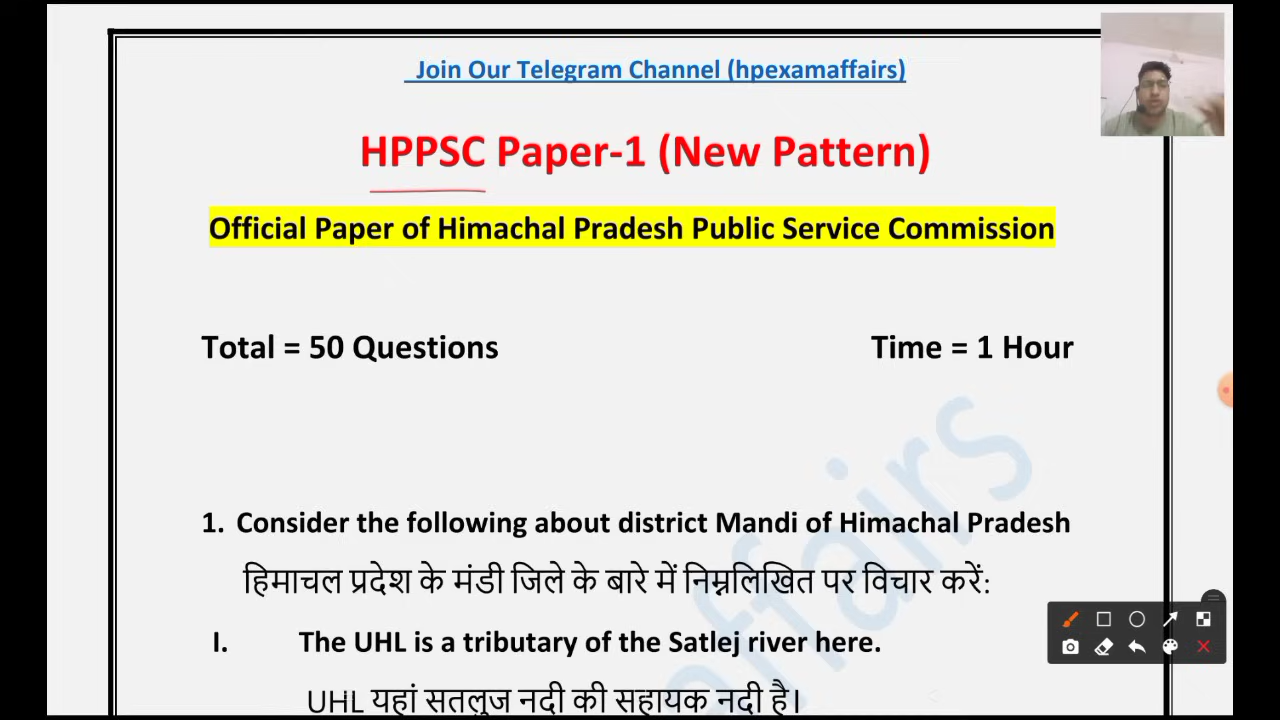 Join Our Telegram Channel (hpexamaffairs)
HPPSC Paper-1 (New Pattern)
Official Paper of Himachal Pradesh Public Service Commission
Total = 50 Questions Time = 1 Hour
1. Consider the following about district Mandi of Himachal Pradesh
हिमाचल प्रदेश के मंडी जिले के बारे में निम्नलिखित पर विचार करें:
I. The UHL is a tributary of the Satlej river here.
UHL यहां सतलुज नदी की सहायक नदी है।
affairs